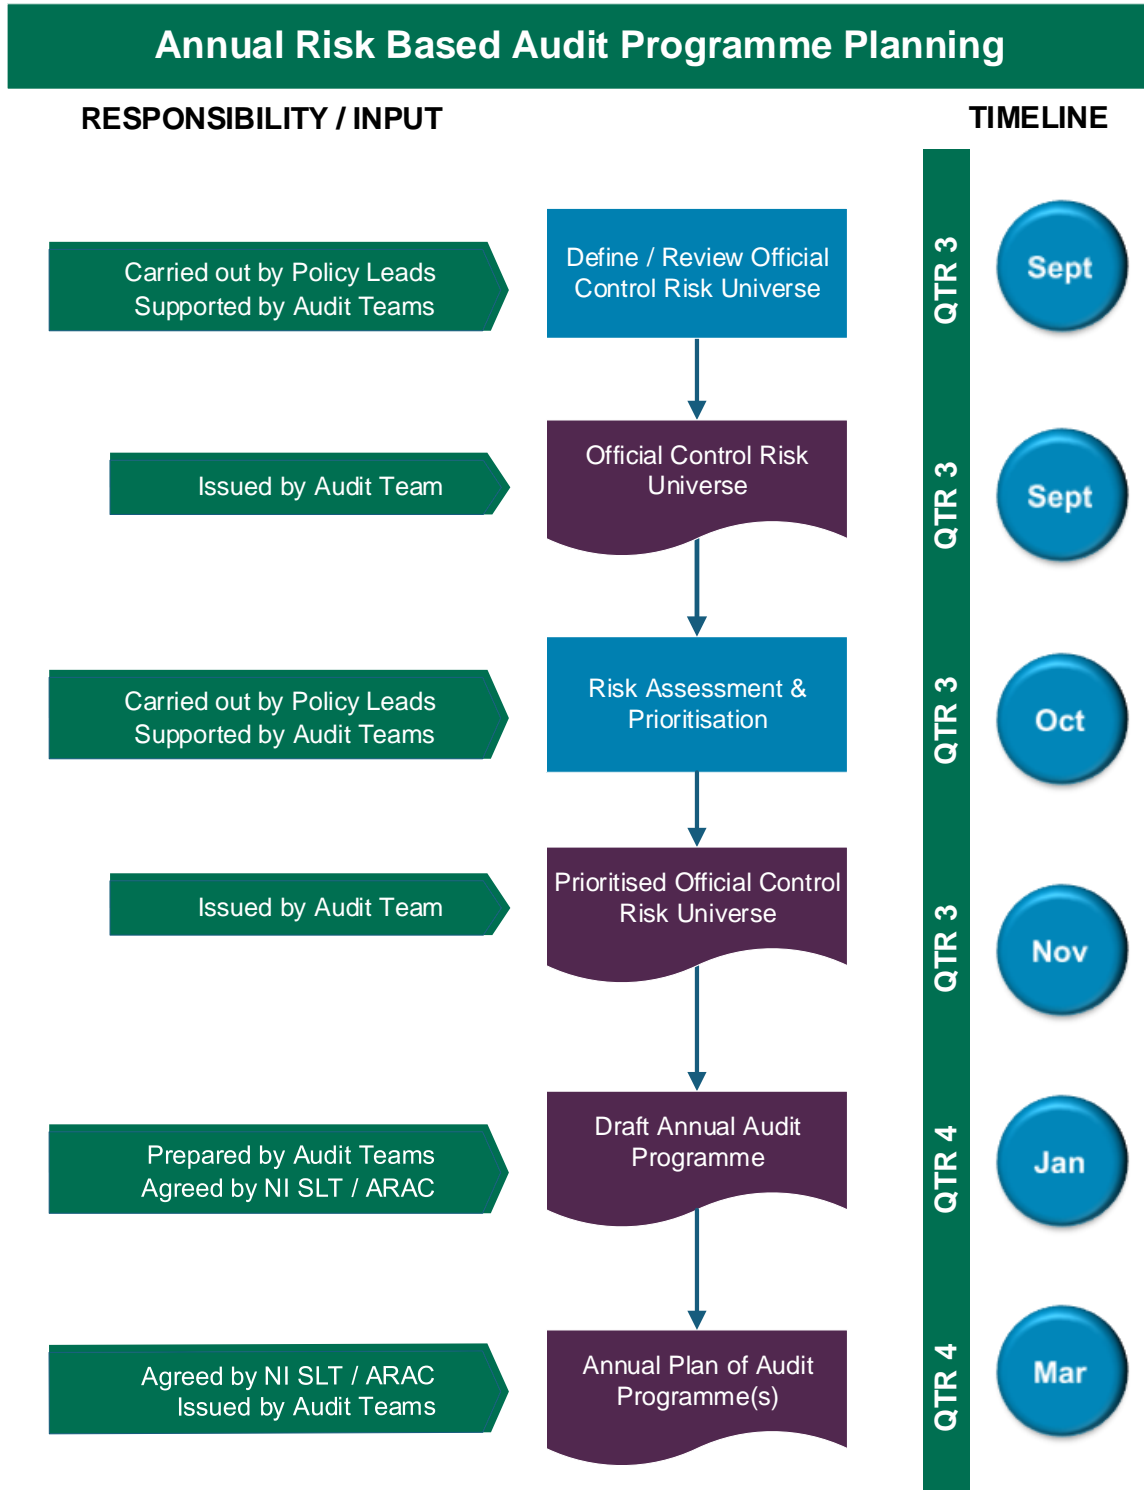 Annual Risk Based Audit Programme Planning
RESPONSIBILITY / INPUT
TIMELINE
Carried out by Policy Leads
Supported by Audit Teams
Define / Review Official
Control Risk Universe
QTR 3
Sept
Issued by Audit Team
Official Control Risk
Universe
QTR 3
Sept
Carried out by Policy Leads
Supported by Audit Teams
Risk Assessment &
Prioritisation
QTR 3
Oct
Issued by Audit Team
Prioritised Official Control
Risk Universe
QTR 3
Nov
Prepared by Audit Teams
Agreed by NI SLT / ARAC
Draft Annual Audit
Programme
QTR 4
Jan
Agreed by NI SLT / ARAC
Issued by Audit Teams
Annual Plan of Audit
Programme(s)
QTR 4
Mar